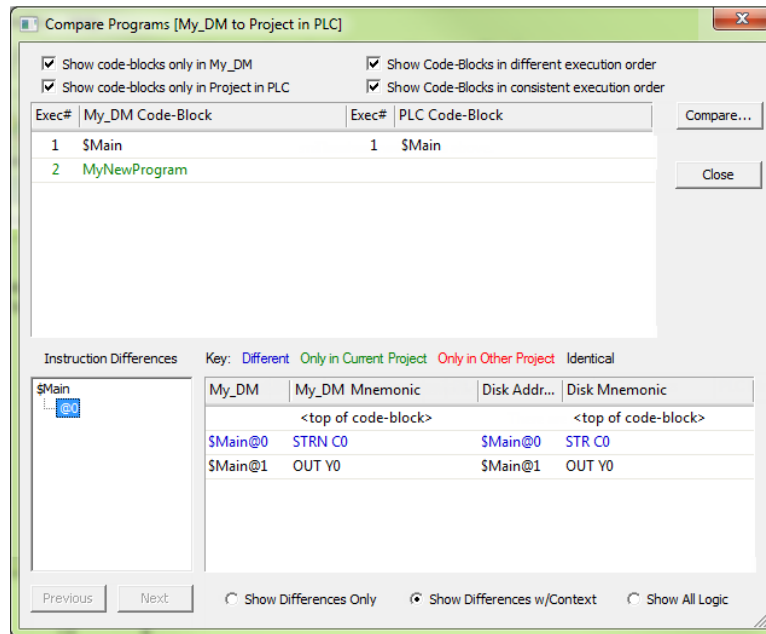 Compare Programs [My_DM to Project in PLC]
Show code-blocks only in My_DM
Show Code-Blocks in different execution order
Show code-blocks only in Project in PLC
Show Code-Blocks in consistent execution order
Exec# My_DM Code-Block Exec# PLC Code-Block
Compare...
1 $Main 1 $Main
2 MyNewProgram
Close
Instruction Differences
Key: Different Only in Current Project Only in Other Project Identical
$Main
@0
My_DM My_DM Mnemonic Disk Addr... Disk Mnemonic
<top of code-block> <top of code-block>
$Main@0 STRN C0 $Main@0 STR C0
$Main@1 OUT Y0 $Main@1 OUT Y0
Previous Next
Show Differences Only Show Differences w/Context Show All Logic